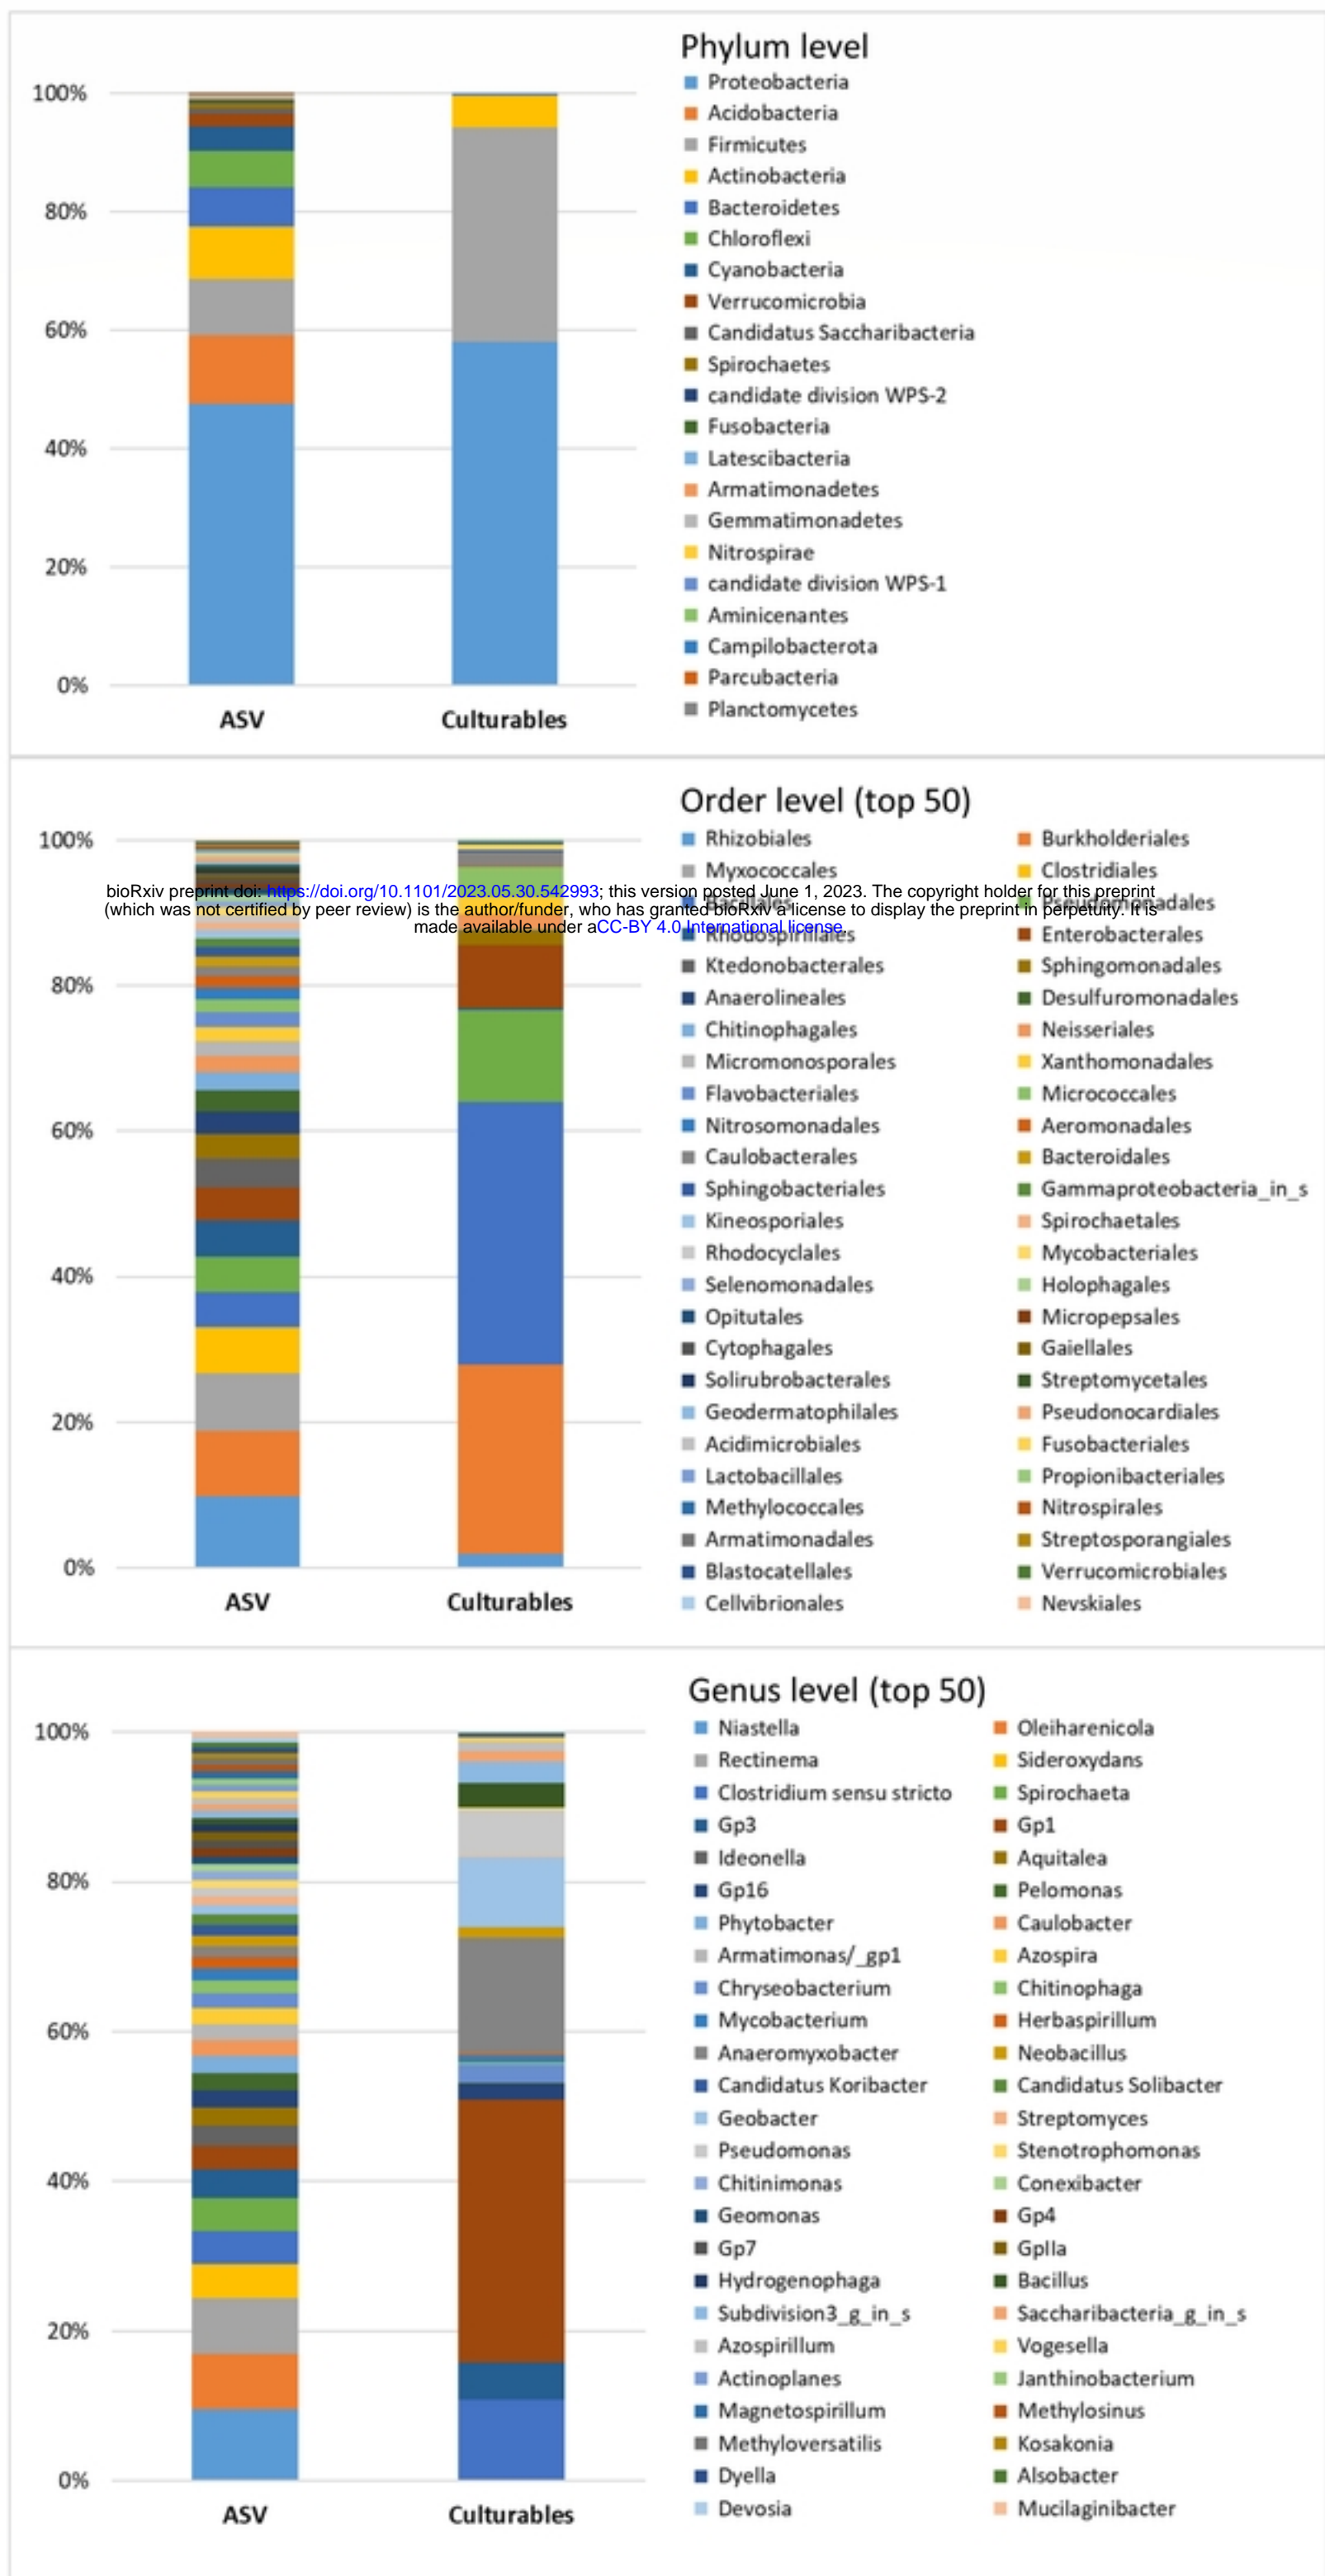 Phylum level
100%
80%
60%
40%
20%
0%
ASV
Culturables
Proteobacteria
Acidobacteria
Firmicutes
Actinobacteria
Bacteroidetes
Chloroflexi
Cyanobacteria
Verrucomicrobia
Candidatus Saccharibacteria
Spirochaetes
candidate division WPS-2
Fusobacteria
Latescibacteria
Armatimonadetes
Gemmatimonadetes
Nitrospirae
candidate division WPS-1
Aminicenantes
Campilobacterota
Parcubacteria
Planctomycetes
Order level (top 50)
100%
80%
60%
40%
20%
0%
ASV
Culturables
Rhizobiales Burkholderiales
Myxococcales Clostridiales
Bacillales Pseudomonadales
Rhodospirillales Enterobacterales
Ktedonobacterales Sphingomonadales
Anaerolineales Desulfuromonadales
Chitinophagales Neisseriales
Micromonosporales Xanthomonadales
Flavobacteriales Micrococcales
Nitrosomonadales Aeromonadales
Caulobacterales Bacteroidales
Sphingobacteriales Gammaproteobacteria_in_s
Kineosporiales Spirochaetales
Rhodocyclales Mycobacteriales
Selenomonadales Holophagales
Opitutales Micropepsales
Cytophagales Gaiellales
Solirubrobacterales Streptomycetales
Geodermatophilales Pseudonocardiales
Acidimicrobiales Fusobacteriales
Lactobacillales Propionibacteriales
Methylococcales Nitrospirales
Armatimonadales Streptosporangiales
Blastocatellales Verrucomicrobiales
Cellvibrionales Nevskiales
bioRxiv preprint doi: https://doi.org/10.1101/2023.05.30.542993; this version posted June 1, 2023. The copyright holder for this preprint
(which was not certified by peer review) is the author/funder, who has granted bioRxiv a license to display the preprint in perpetuity. It is
made available under aCC-BY 4.0 International license.
Genus level (top 50)
100%
80%
60%
40%
20%
0%
ASV
Culturables
Niastella Oleiharenicola
Rectinema Sideroxydans
Clostridium sensu stricto Spirochaeta
Gp3 Gp1
Ideonella Aquitalea
Gp16 Pelomonas
Phytobacter Caulobacter
Armatimonas/_gp1 Azospira
Chryseobacterium Chitinophaga
Mycobacterium Herbaspirillum
Anaeromyxobacter Neobacillus
Candidatus Koribacter Candidatus Solibacter
Geobacter Streptomyces
Pseudomonas Stenotrophomonas
Chitinimonas Conexibacter
Geomonas Gp4
Gp7 GpIIa
Hydrogenophaga Bacillus
Subdivision3_g_in_s Saccharibacteria_g_in_s
Azospirillum Vogesella
Actinoplanes Janthinobacterium
Magnetospirillum Methylosinus
Methyloversatilis Kosakonia
Dyella Alsobacter
Devosia Mucilaginibacter